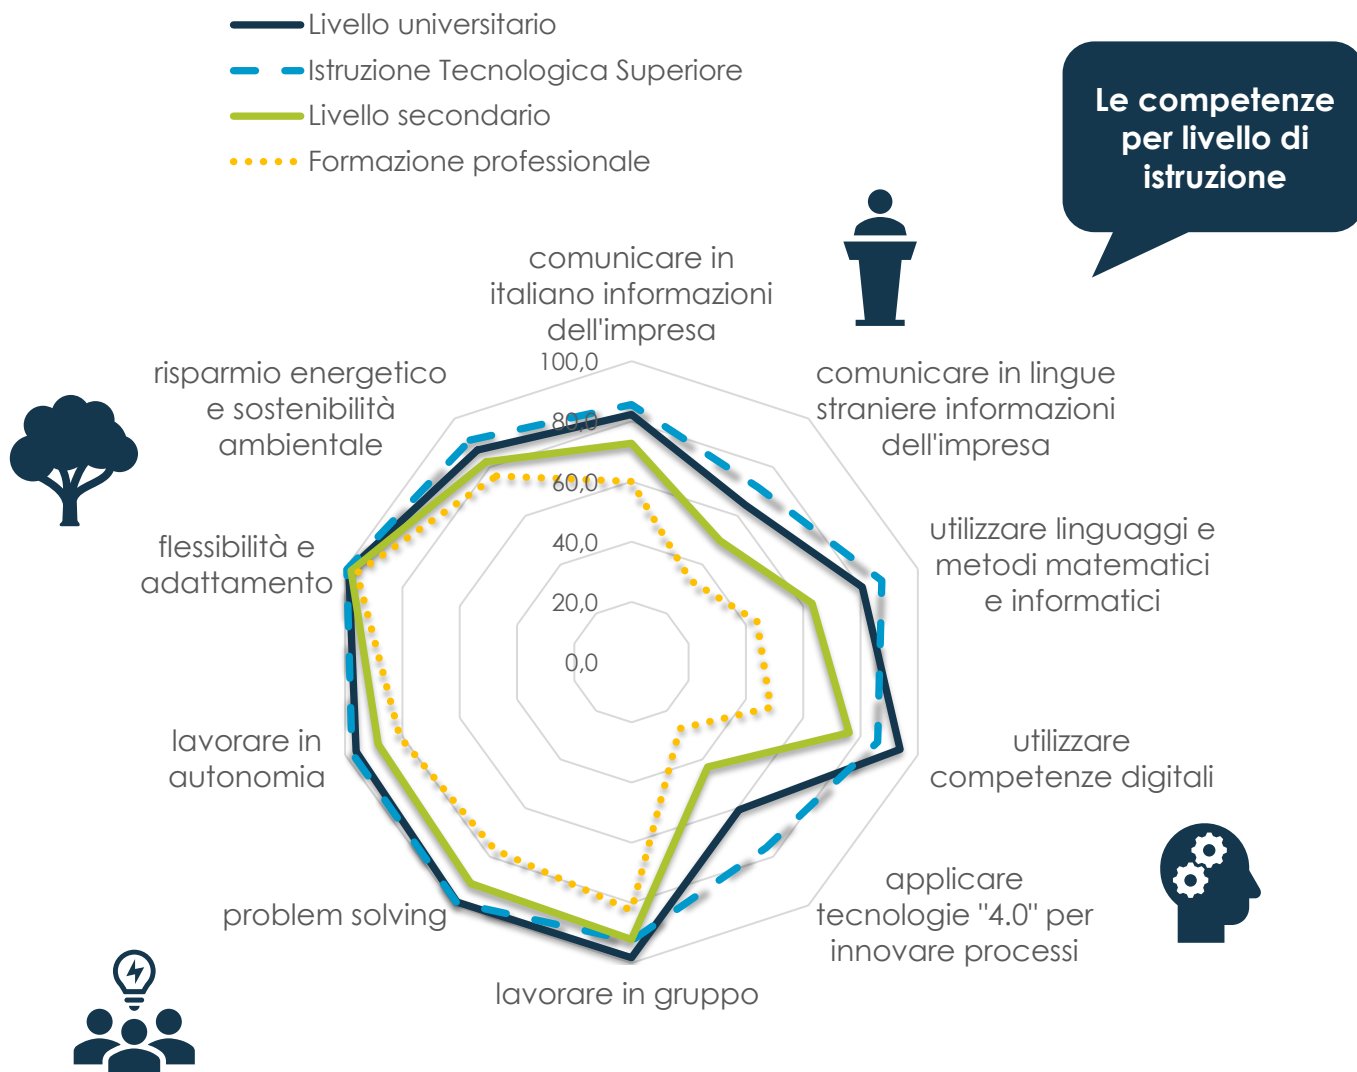 Livello universitario
Istruzione Tecnologica Superiore
Livello secondario
Formazione professionale
Le competenze
per livello di
istruzione
comunicare in
italiano informazioni
dell'impresa
comunicare in lingue
straniere informazioni
dell'impresa
utilizzare linguaggi e
metodi matematici
e informatici
utilizzare
competenze digitali
applicare
tecnologie "4.0" per
innovare processi
lavorare in gruppo
problem solving
lavorare in
autonomia
flessibilità e
adattamento
risparmio energetico
e sostenibilità
ambientale
100,0
80,0
60,0
40,0
20,0
0,0